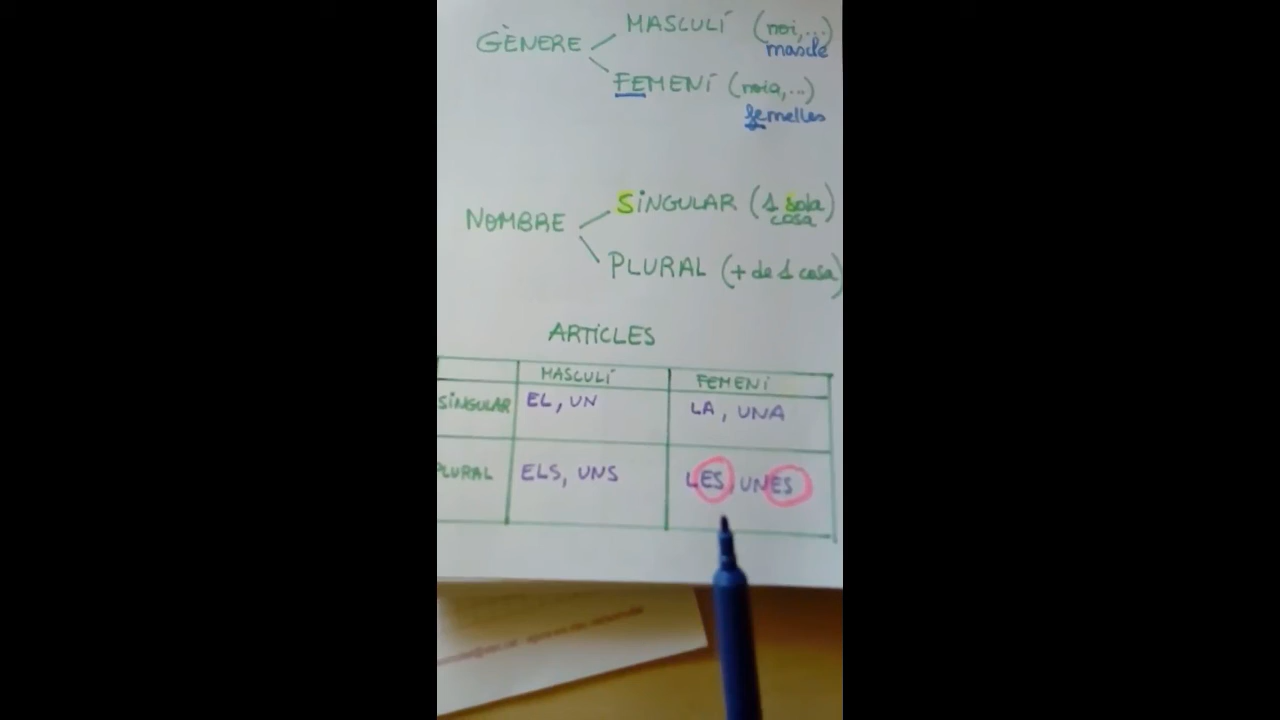 GÈNERE MASCULÍ (noi,...)
mascle
FEMENÍ (noia,...)
femelles
NOMBRE SINGULAR (1 sola
cosa)
PLURAL (+ de 1 cosa)
ARTICLES
MASCULÍ FEMENÍ
SINGULAR EL, UN LA, UNA
PLURAL ELS, UNS LES, UNES